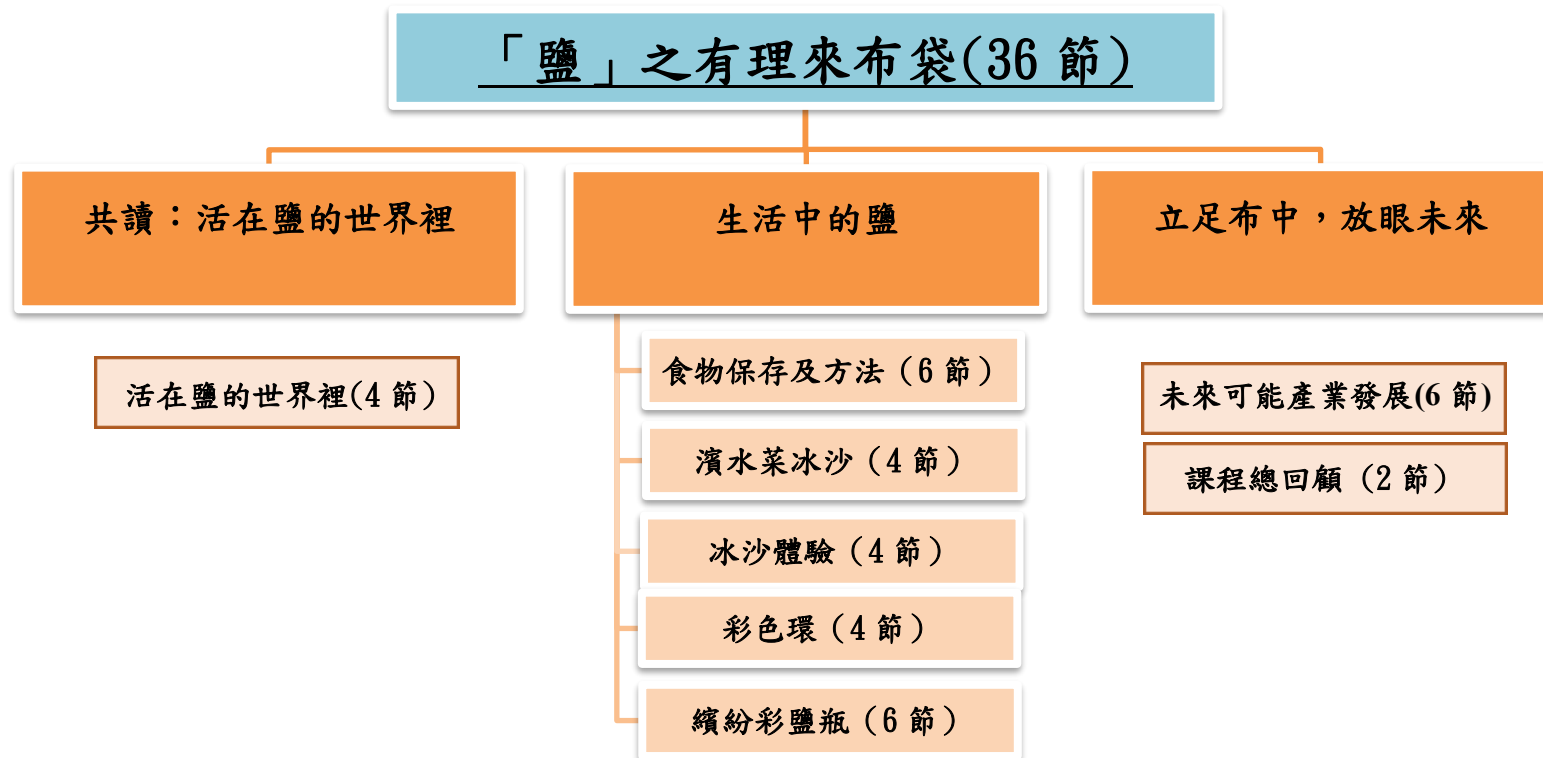 「鹽」之有理來布袋(36 節)
共讀：活在鹽的世界裡
生活中的鹽
立足布中，放眼未來
活在鹽的世界裡(4 節)
食物保存及方法（6 節）
濱水菜冰沙（4 節）
冰沙體驗（4 節）
彩色環（4 節）
繽紛彩鹽瓶（6 節）
未來可能產業發展(6 節)
課程總回顧（2 節）